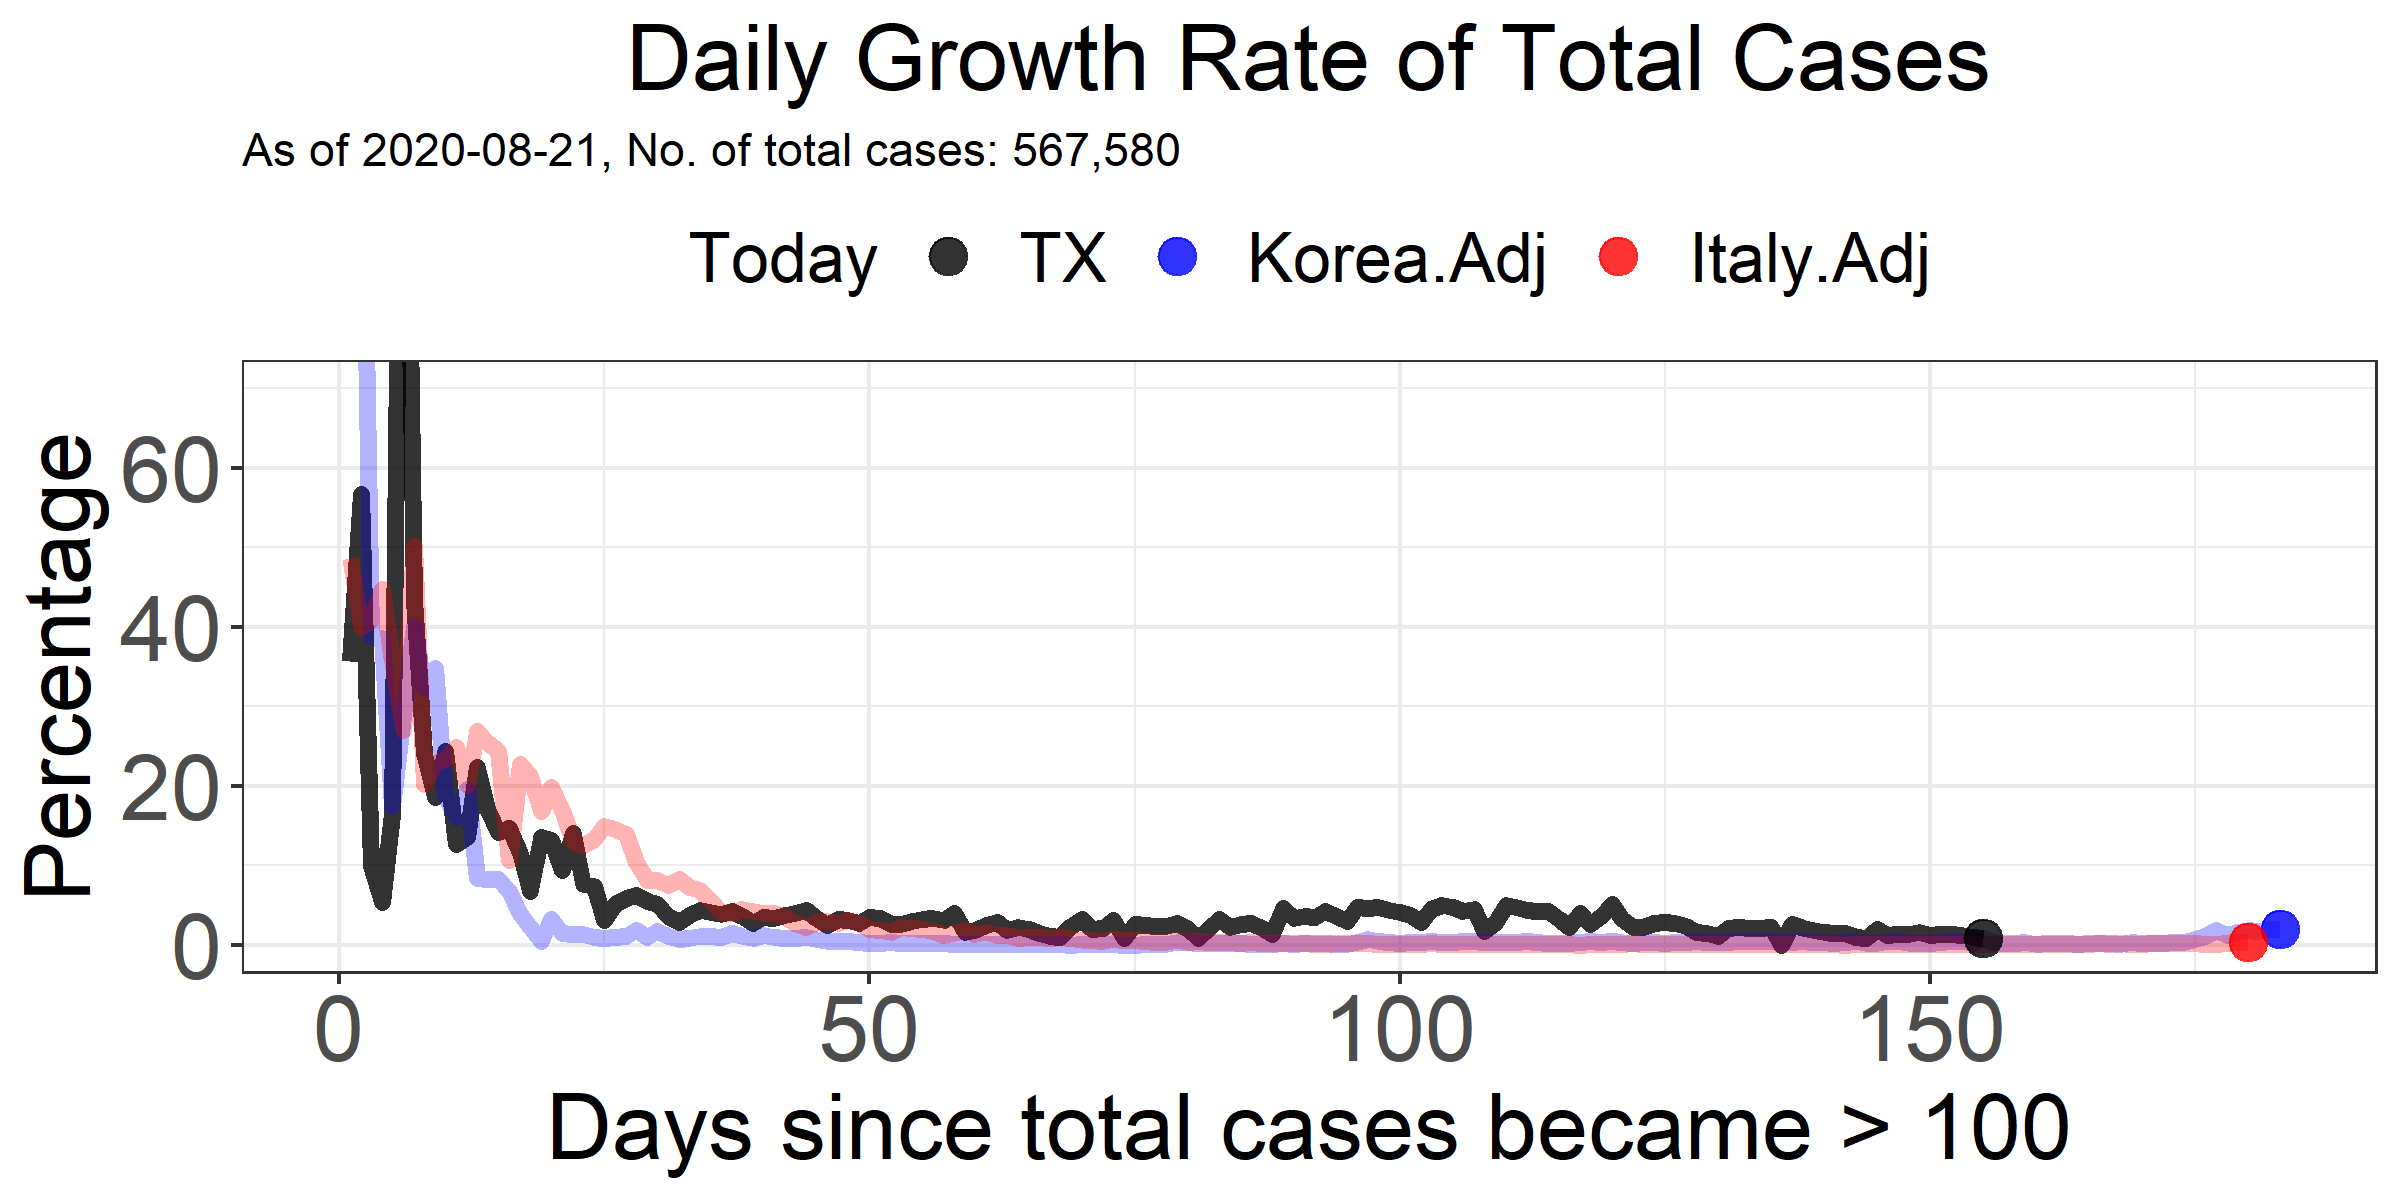 Daily Growth Rate of Total Cases
As of 2020-08-21, No. of total cases: 567,580
Today TX Korea.Adj Italy.Adj
Percentage
60
40
20
0
0 50 100 150
Days since total cases became > 100